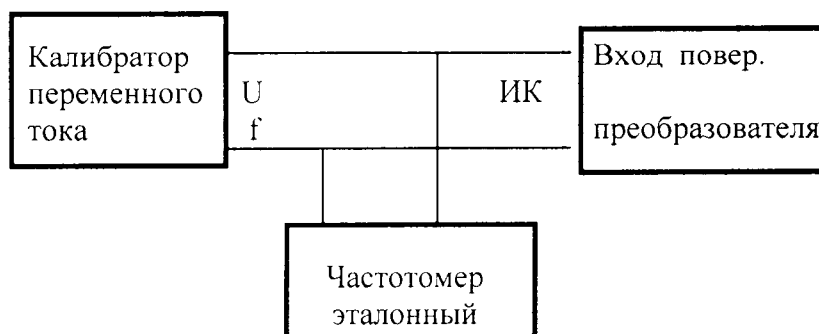 Калибратор
переменного
тока
U
f
ИК
Вход повер.
преобразователя
Частотомер
эталонный